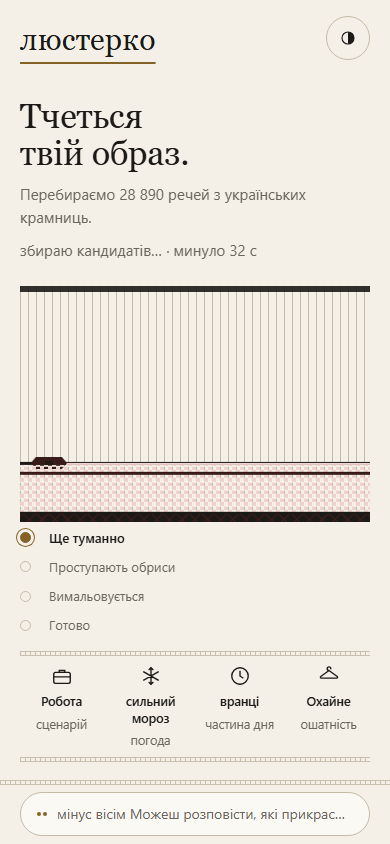 люстерко
Тчеться
твій образ.
Перебираємо 28 890 речей з українських
крамниць.
збираю кандидатів... · минуло 32 с
Ще туманно
Проступають обриси
Вимальовується
Готово
Робота
сценарій
сильний
мороз
погода
вранці
частина дня
Охайне
ошатність
мінус вісім Можеш розповісти, які прикрас...